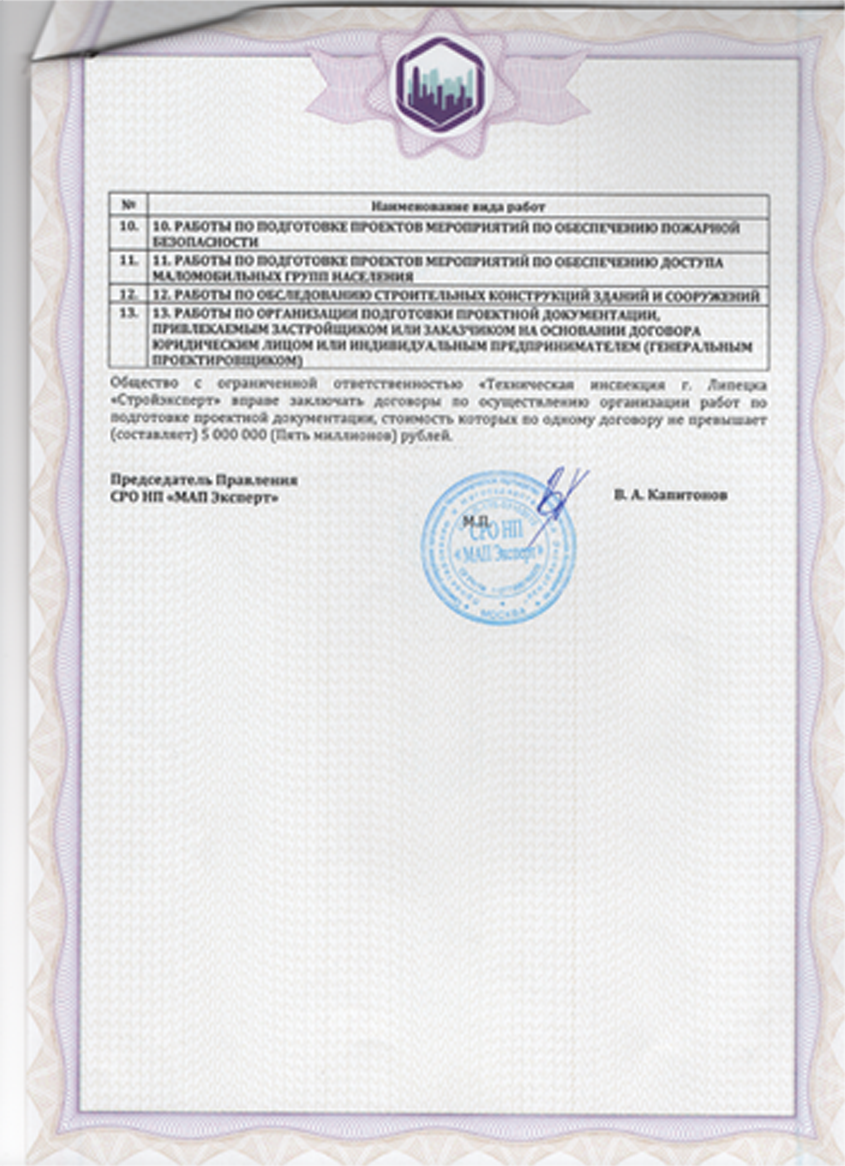 № Наименование вида работ
10. 10. РАБОТЫ ПО ПОДГОТОВКЕ ПРОЕКТОВ МЕРОПРИЯТИЙ ПО ОБЕСПЕЧЕНИЮ ПОЖАРНОЙ
БЕЗОПАСНОСТИ
11. 11. РАБОТЫ ПО ПОДГОТОВКЕ ПРОЕКТОВ МЕРОПРИЯТИЙ ПО ОБЕСПЕЧЕНИЮ ДОСТУПА
МАЛОМОБИЛЬНЫХ ГРУПП НАСЕЛЕНИЯ
12. 12. РАБОТЫ ПО ОБСЛЕДОВАНИЮ СТРОИТЕЛЬНЫХ КОНСТРУКЦИЙ ЗДАНИЙ И СООРУЖЕНИЙ
13. 13. РАБОТЫ ПО ОРГАНИЗАЦИИ ПОДГОТОВКИ ПРОЕКТНОЙ ДОКУМЕНТАЦИИ,
ПРИВЛЕКАЕМЫМ ЗАСТРОЙЩИКОМ ИЛИ ЗАКАЗЧИКОМ НА ОСНОВАНИИ ДОГОВОРА
ЮРИДИЧЕСКИМ ЛИЦОМ ИЛИ ИНДИВИДУАЛЬНЫМ ПРЕДПРИНИМАТЕЛЕМ (ГЕНЕРАЛЬНЫМ
ПРОЕКТИРОВЩИКОМ)
Общество с ограниченной ответственностью «Техническая инспекция г. Липецка
«Стройэксперт» вправе заключать договоры по осуществлению организации работ по
подготовке проектной документации, стоимость которых по одному договору не превышает
(составляет) 5 000 000 (Пять миллионов) рублей.
Председатель Правления
СРО НП «МАП Эксперт»
В. А. Капитонов
М.П.
СРО НП
«МАП Эксперт»
МОСКВА